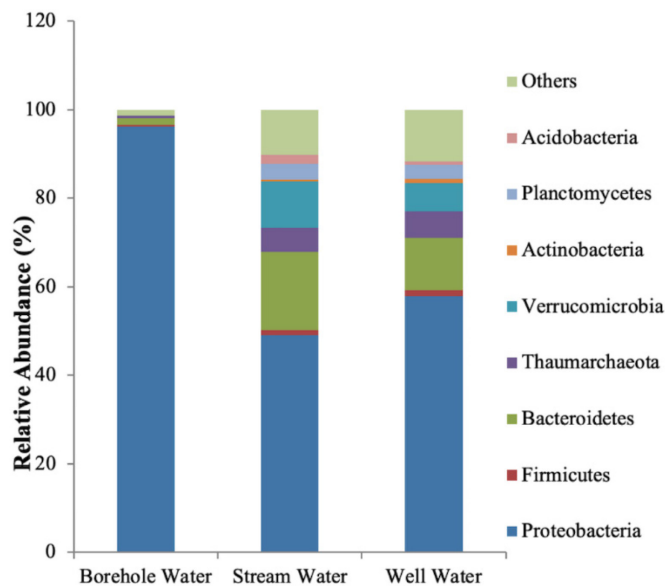 120
100
80
60
40
20
0
Relative Abundance (%)
Borehole Water Stream Water Well Water
Others
Acidobacteria
Planctomycetes
Actinobacteria
Verrucomicrobia
Thaumarchaeota
Bacteroidetes
Firmicutes
Proteobacteria